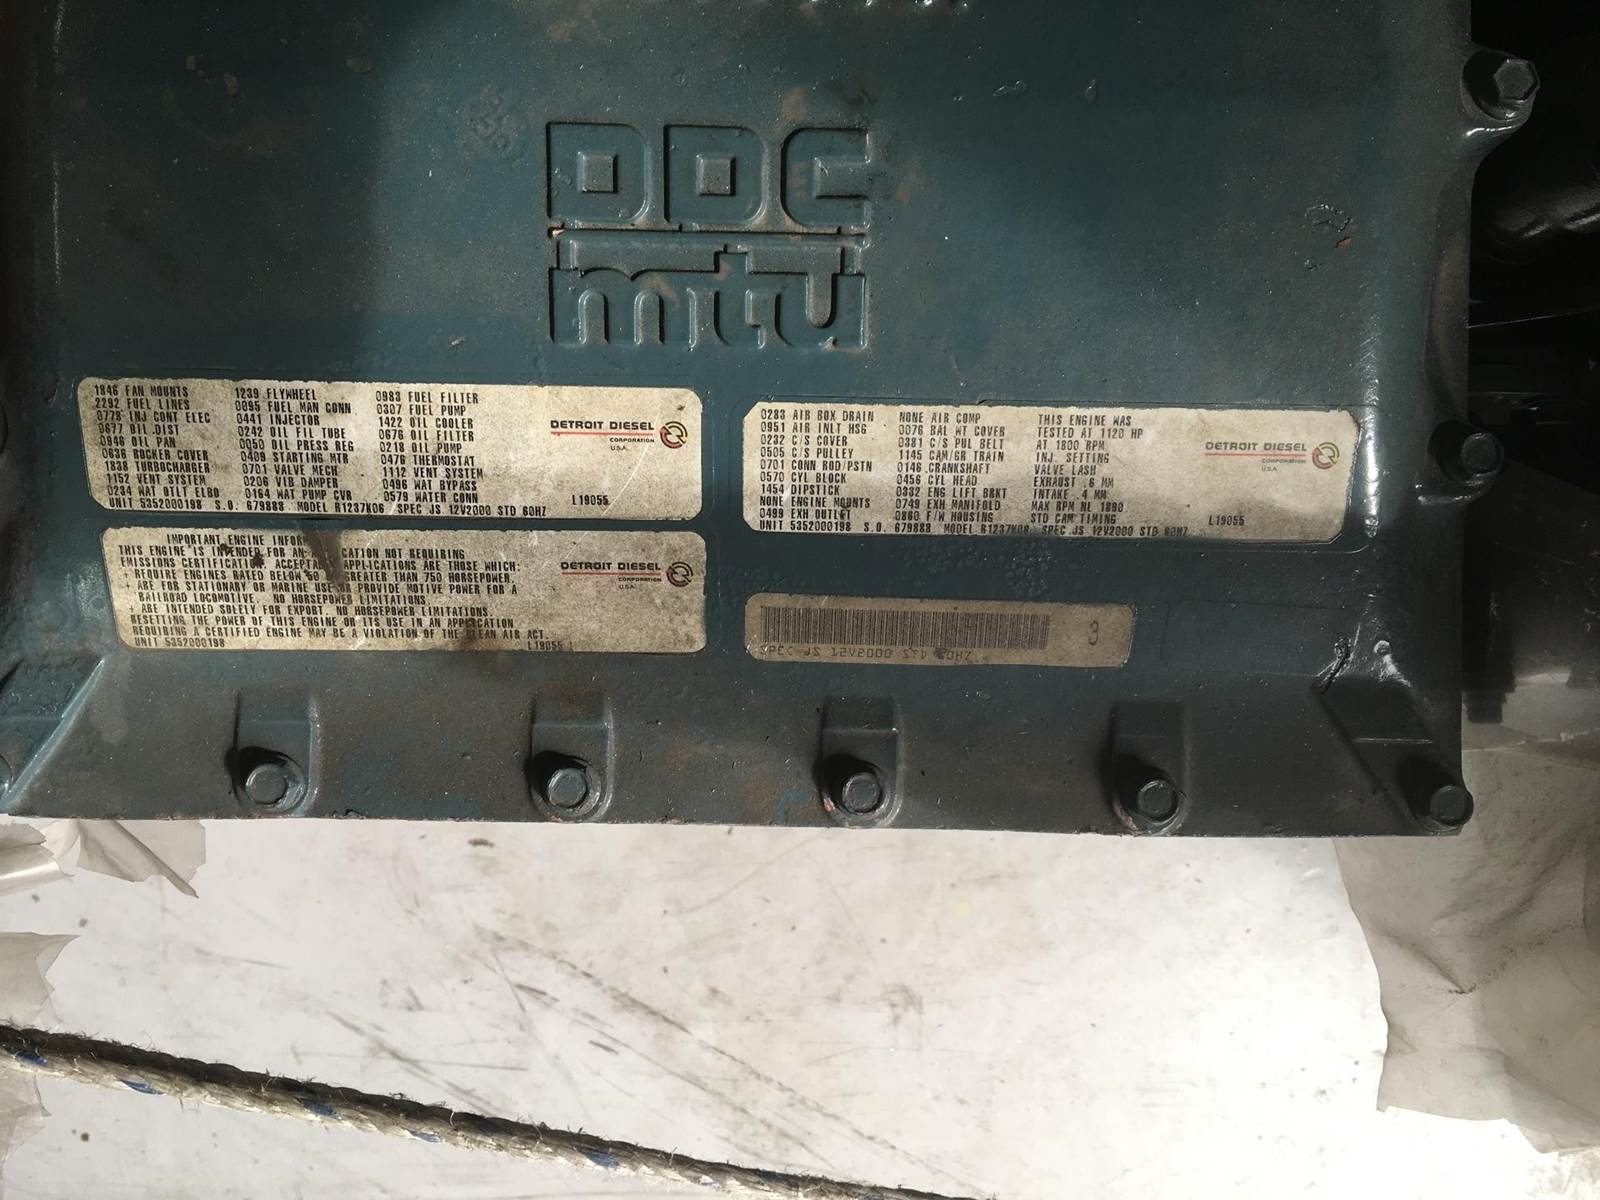 DDC
mtu
1846 FAN MOUNTS 1239 FLYWHEEL 0983 FUEL FILTER
2292 FUEL LINES 0095 FUEL MAN CONN 0307 FUEL PUMP
0778 INJ CONT ELEC 0441 INJECTOR 1422 OIL COOLER
0677 OIL DIST 0242 OIL FIL TUBE 0676 OIL FILTER
0946 OIL PAN 0050 OIL PRES REG 0218 OIL PUMP
0636 ROCKER COVER 0409 STARTING MTR 0476 THERMOSTAT
1838 TURBOCHARGER 0701 VALVE MECH 1112 VENT SYSTEM
1152 VENT SYSTEM 0206 VIB DAMPER 0496 WAT BYPASS
0234 WAT OTLT ELBO 0164 WAT PUMP CVR 0579 WATER CONN L19055
UNIT 5352000198 S.O. 679888 MODEL R1237K06 SPEC JS 12V2000 STD 60HZ
DETROIT DIESEL
CORPORATION
U.S.A.
0283 AIR BOX DRAIN NONE AIR COMP THIS ENGINE WAS
0951 AIR INLT HSG 0076 BAL WT COVER TESTED AT 1120 HP
0232 C/S COVER 0381 C/S PUL BELT AT 1800 RPM.
0505 C/S PULLEY 1145 CAM/GR TRAIN INJ. SETTING
0701 CONN ROD/PSTN 0146 CRANKSHAFT VALVE LASH
0570 CYL BLOCK 0456 CYL HEAD EXHAUST .6 MM
1454 DIPSTICK 0332 ENG LIFT BRKT INTAKE .4 MM
NONE ENGINE MOUNTS 0749 EXH MANIFOLD MAX RPM NL 1890
0499 EXH OUTLET 0860 F/W HOUSING STD CAM TIMING L19055
UNIT 5352000198 S.O. 679888 MODEL R1237K06 SPEC JS 12V2000 STD 60HZ
DETROIT DIESEL
CORPORATION
U.S.A.
IMPORTANT ENGINE INFOR
THIS ENGINE IS INTENDED FOR AN APPLICATION NOT REQUIRING
EMISSIONS CERTIFICATION. ACCEPTABLE APPLICATIONS ARE THOSE WHICH:
+ REQUIRE ENGINES RATED BELOW 50 OR GREATER THAN 750 HORSEPOWER.
+ ARE FOR STATIONARY OR MARINE USE OR PROVIDE MOTIVE POWER FOR A
RAILROAD LOCOMOTIVE. NO HORSEPOWER LIMITATIONS.
+ ARE INTENDED SOLELY FOR EXPORT. NO HORSEPOWER LIMITATIONS.
RESETTING THE POWER OF THIS ENGINE OR ITS USE IN AN APPLICATION
REQUIRING A CERTIFIED ENGINE MAY BE A VIOLATION OF THE CLEAN AIR ACT.
UNIT 5352000198 L19055
DETROIT DIESEL
CORPORATION
U.S.A.
3
SPEC JS 12V2000 STD 60HZ